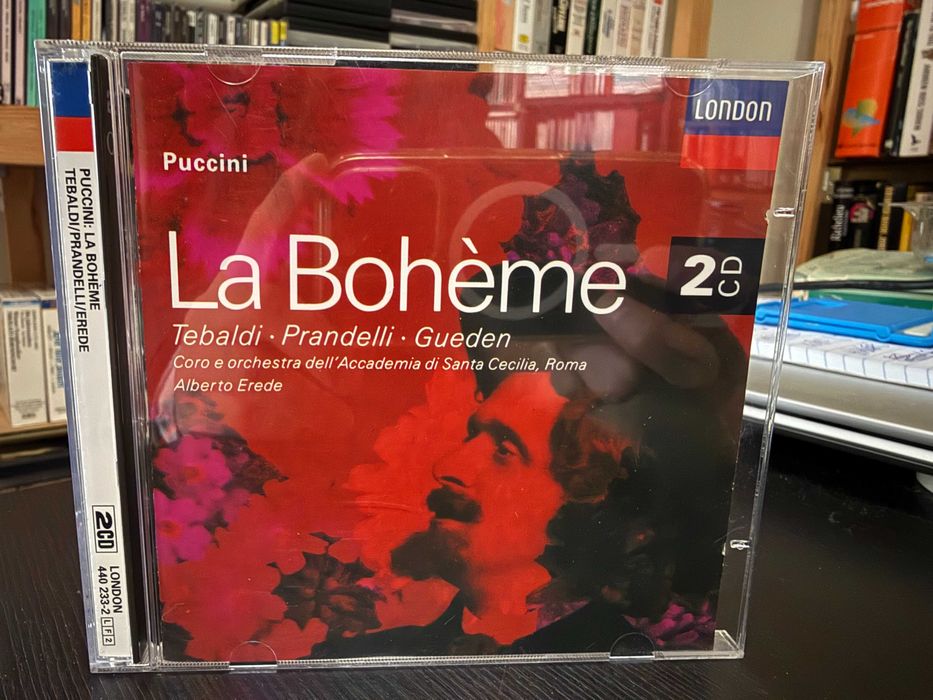 LONDON
Puccini
La Bohème
2CD
Tebaldi · Prandelli · Gueden
Coro e orchestra dell'Accademia di Santa Cecilia, Roma
Alberto Erede
PUCCINI: LA BOHÈME
TEBALDI/PRANDELLI/EREDE
2CD
LONDON
440 233-2 LF2